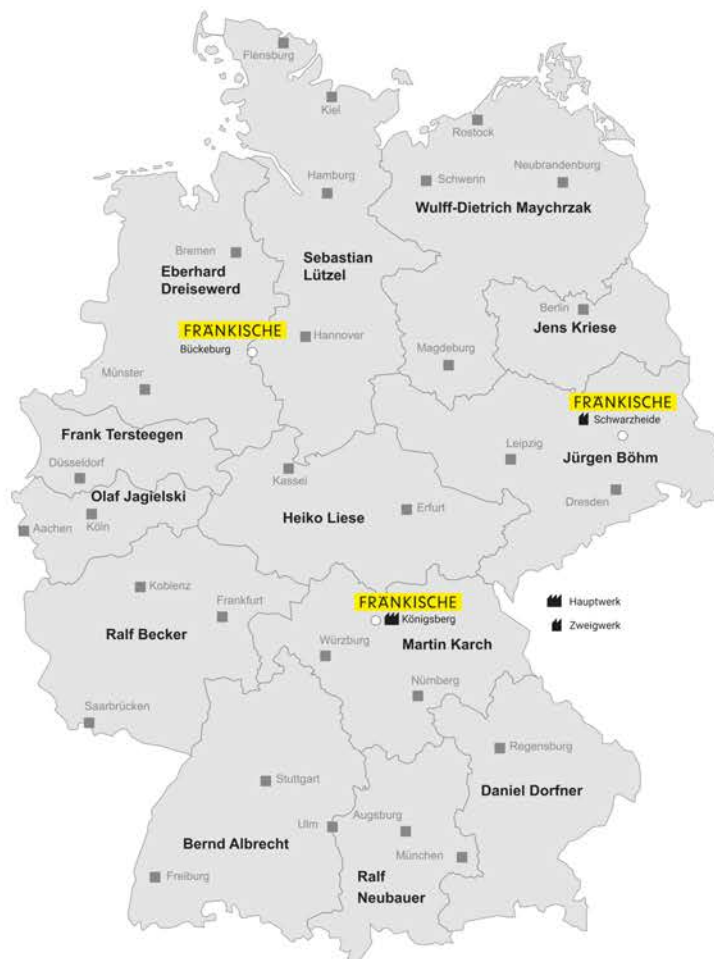 Flensburg
Kiel
Rostock
Hamburg
Schwerin
Neubrandenburg
Wulff-Dietrich Maychrzak
Bremen
Sebastian
Lützel
Eberhard
Dreisewerd
Berlin
Jens Kriese
FRÄNKISCHE
Bückeburg
Hannover
Magdeburg
Münster
FRÄNKISCHE
Schwarzheide
Frank Tersteegen
Leipzig
Jürgen Böhm
Düsseldorf
Kassel
Olaf Jagielski
Dresden
Aachen
Köln
Heiko Liese
Erfurt
Koblenz
Frankfurt
FRÄNKISCHE
Königsberg
Hauptwerk
Zweigwerk
Ralf Becker
Würzburg
Martin Karch
Nürnberg
Saarbrücken
Regensburg
Stuttgart
Daniel Dorfner
Ulm
Augsburg
Bernd Albrecht
München
Freiburg
Ralf
Neubauer